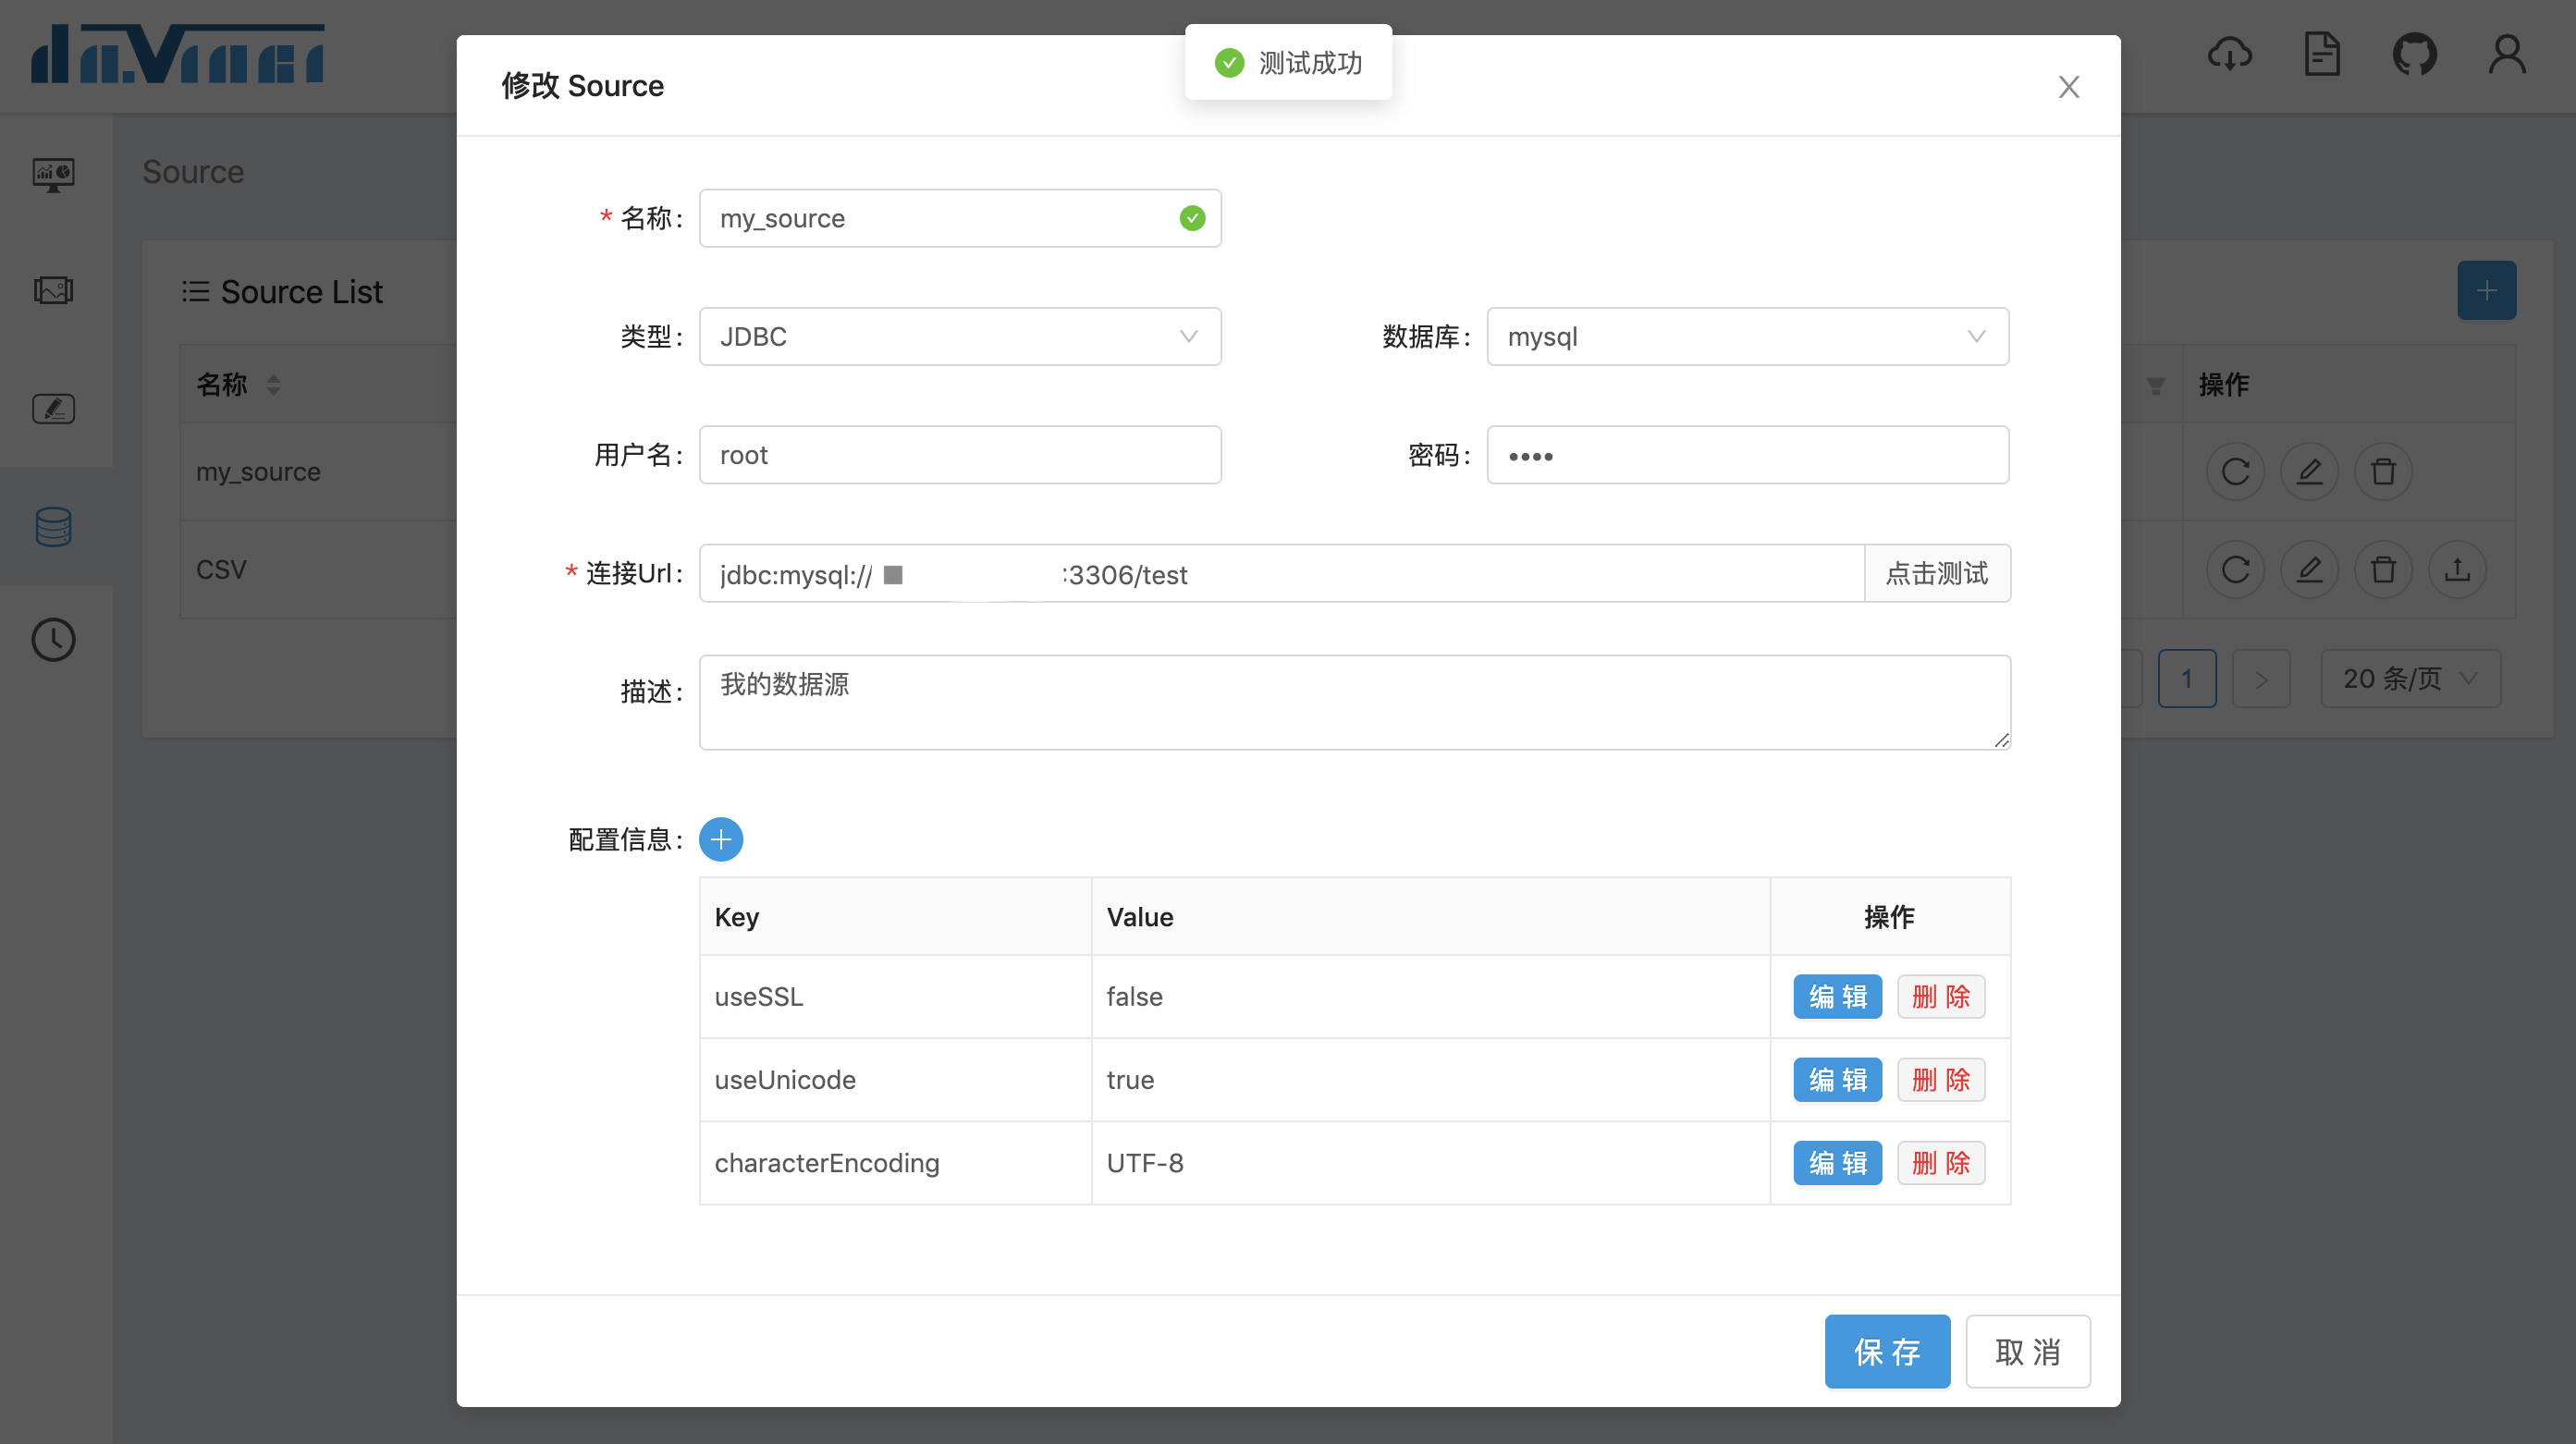 daVinci
测试成功
修改 Source
Source
* 名称:
my_source
Source List
类型:
JDBC
数据库:
mysql
名称
操作
用户名:
root
密码:
••••
my_source
* 连接Url:
jdbc:mysql://
:3306/test
点击测试
CSV
描述:
我的数据源
1
20 条/页
配置信息:
Key
Value
操作
useSSL
false
编 辑
删 除
useUnicode
true
编 辑
删 除
characterEncoding
UTF-8
编 辑
删 除
保 存
取 消